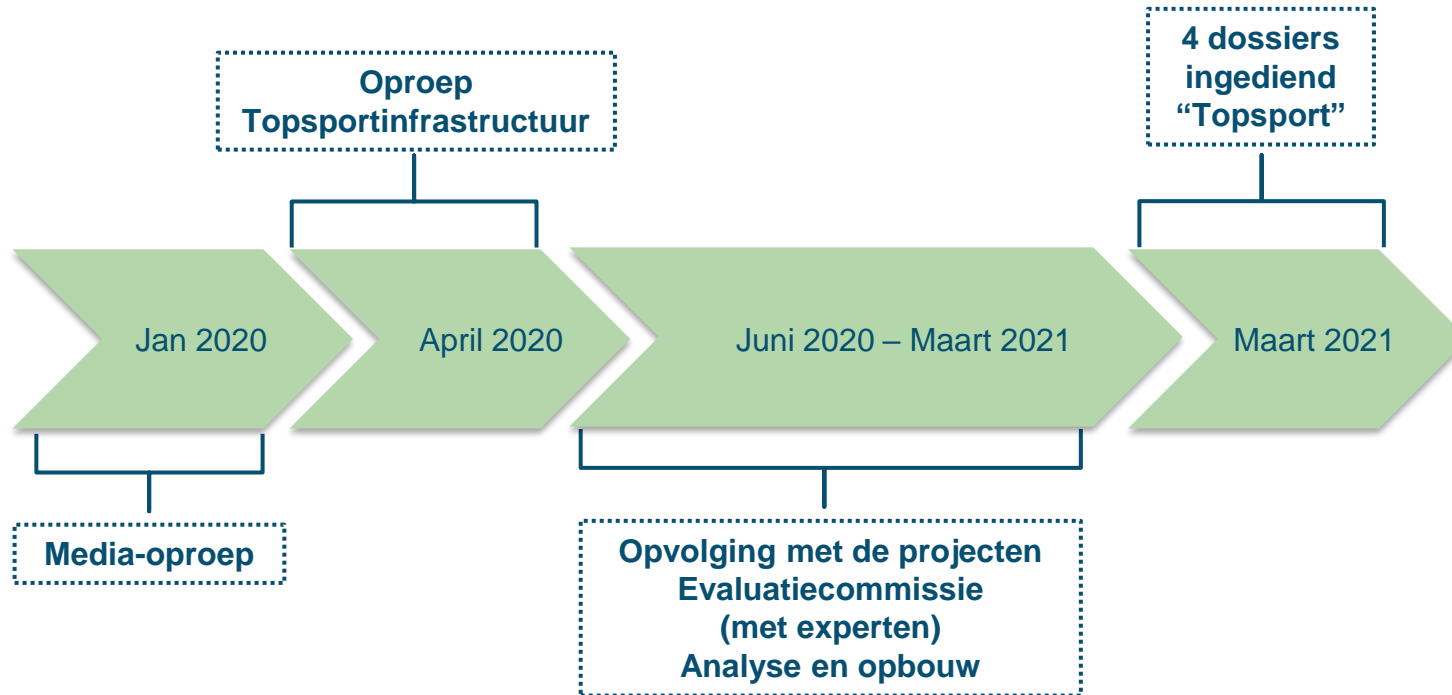 4 dossiers
ingediend
“Topsport”
Oproep
Topsportinfrastructuur
Jan 2020
April 2020
Juni 2020 – Maart 2021
Maart 2021
Media-oproep
Opvolging met de projecten
Evaluatiecommissie
(met experten)
Analyse en opbouw